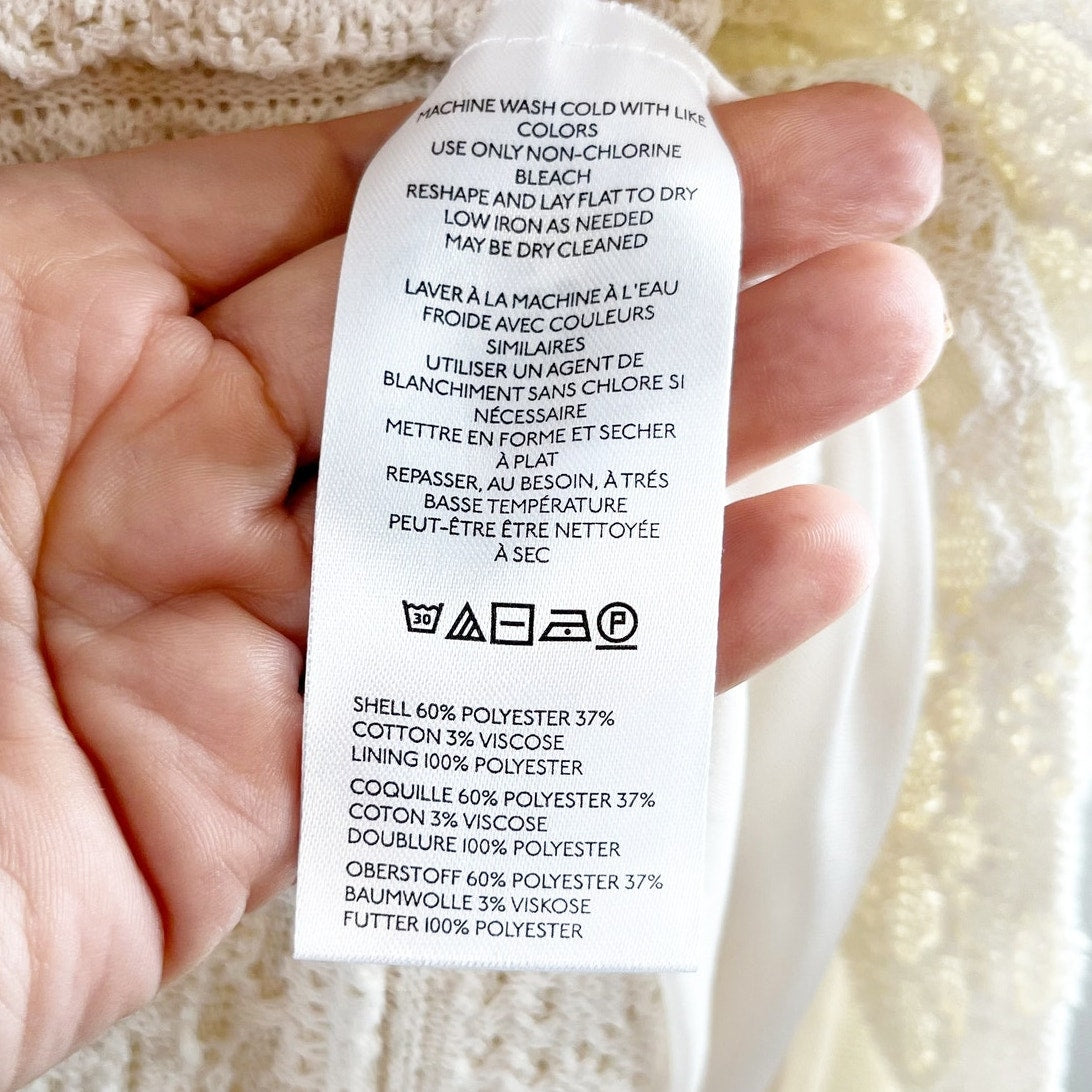 MACHINE WASH COLD WITH LIKE
COLORS
USE ONLY NON-CHLORINE
BLEACH
RESHAPE AND LAY FLAT TO DRY
LOW IRON AS NEEDED
MAY BE DRY CLEANED
LAVER À LA MACHINE À L'EAU
FROIDE AVEC COULEURS
SIMILAIRES
UTILISER UN AGENT DE
BLANCHIMENT SANS CHLORE SI
NÉCESSAIRE
METTRE EN FORME ET SECHER
À PLAT
REPASSER, AU BESOIN, À TRÉS
BASSE TEMPÉRATURE
PEUT-ÊTRE ÊTRE NETTOYÉE
À SEC
30 P
SHELL 60% POLYESTER 37%
COTTON 3% VISCOSE
LINING 100% POLYESTER
COQUILLE 60% POLYESTER 37%
COTON 3% VISCOSE
DOUBLURE 100% POLYESTER
OBERSTOFF 60% POLYESTER 37%
BAUMWOLLE 3% VISKOSE
FUTTER 100% POLYESTER